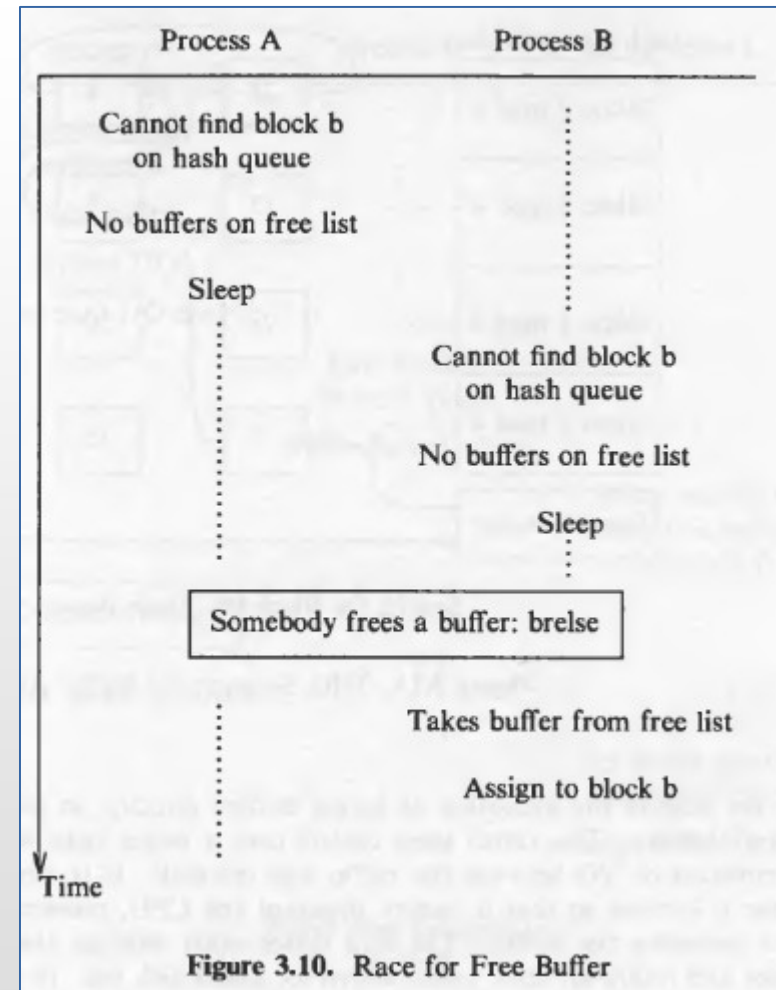 Process A
Process B
Cannot find block b
on hash queue
No buffers on free list
Sleep
Cannot find block b
on hash queue
No buffers on free list
Sleep
Somebody frees a buffer: brelse
Takes buffer from free list
Assign to block b
Time
Figure 3.10. Race for Free Buffer